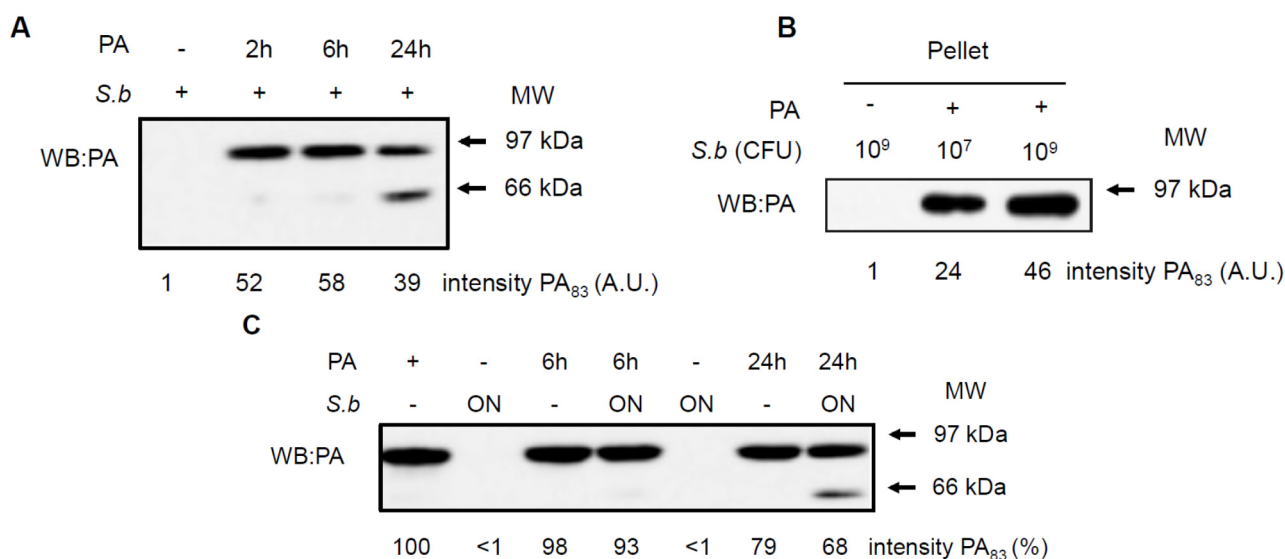 A
PA - 2h 6h 24h
S.b + + + + MW
WB:PA
97 kDa
66 kDa
1 52 58 39 intensity PA₈₃ (A.U.)
B
Pellet
PA - + +
S.b (CFU) 10⁹ 10⁷ 10⁹ MW
WB:PA
97 kDa
1 24 46 intensity PA₈₃ (A.U.)
C
PA + - 6h 6h - 24h 24h
S.b - ON - ON ON - ON MW
WB:PA
97 kDa
66 kDa
100 <1 98 93 <1 79 68 intensity PA₈₃ (%)